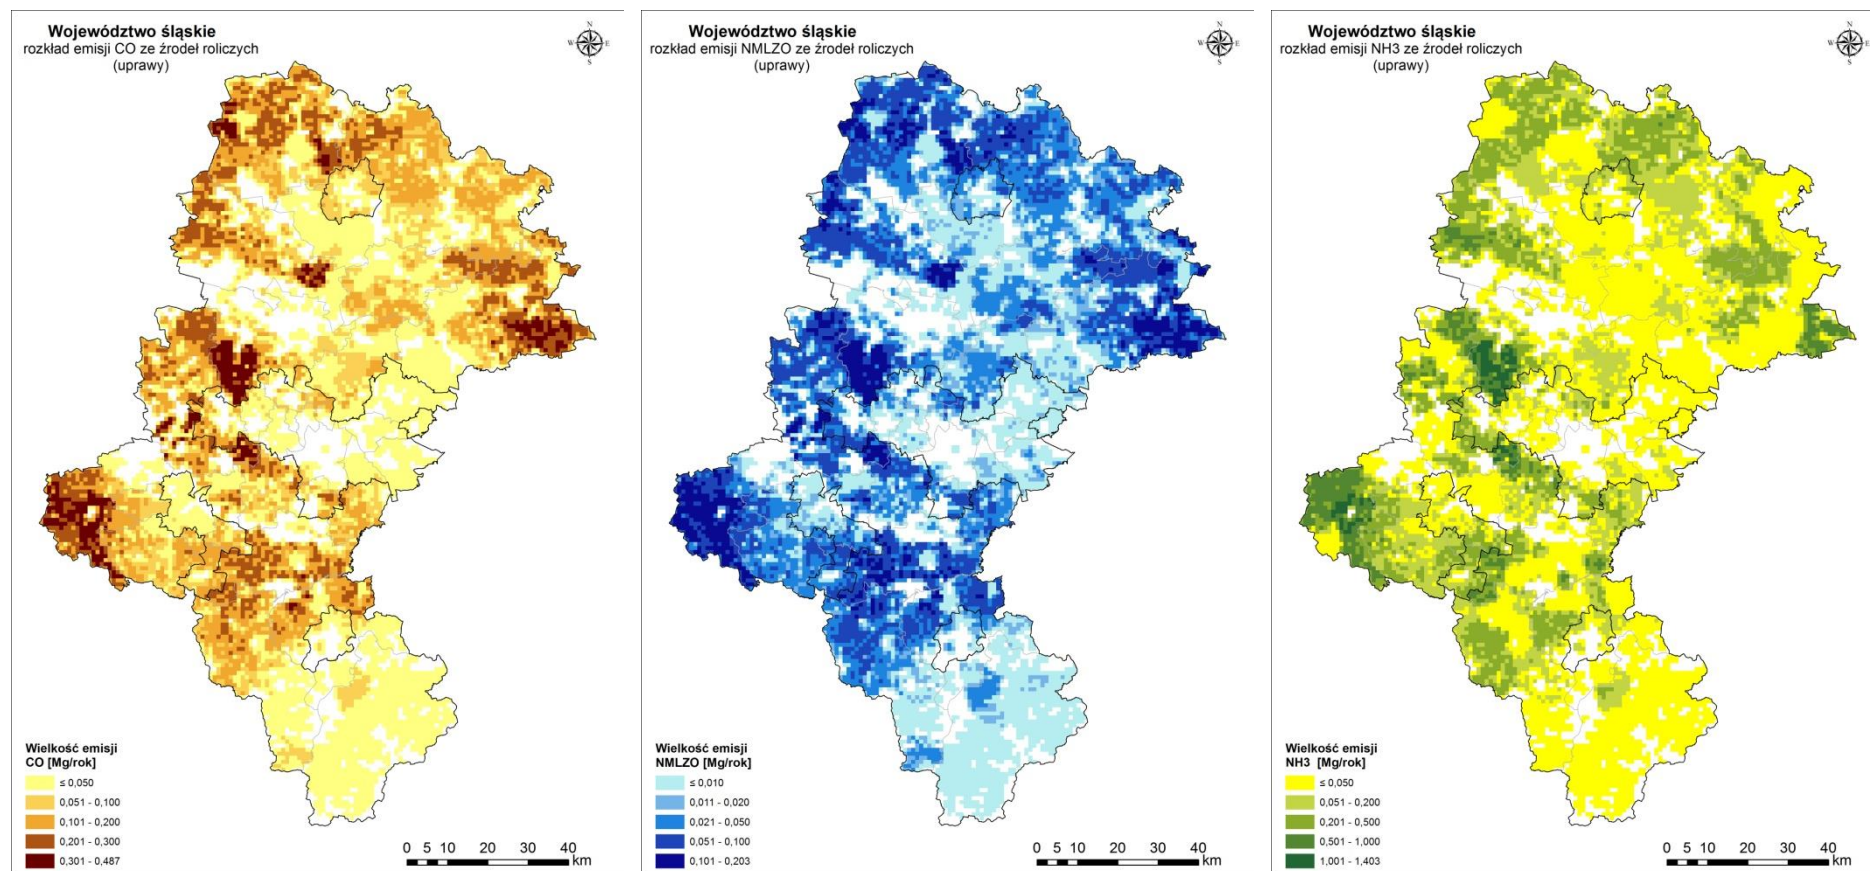 Województwo śląskie
rozkład emisji CO ze źrodeł roliczych
(uprawy)
N
W E
S
Wielkość emisji
CO [Mg/rok]
≤ 0,050
0,051 - 0,100
0,101 - 0,200
0,201 - 0,300
0,301 - 0,487
0 5 10 20 30 40
km
Województwo śląskie
rozkład emisji NMLZO ze źrodeł roliczych
(uprawy)
N
W E
S
Wielkość emisji
NMLZO [Mg/rok]
≤ 0,010
0,011 - 0,020
0,021 - 0,050
0,051 - 0,100
0,101 - 0,203
0 5 10 20 30 40
km
Województwo śląskie
rozkład emisji NH3 ze źrodeł roliczych
(uprawy)
N
W E
S
Wielkość emisji
NH3 [Mg/rok]
≤ 0,050
0,051 - 0,200
0,201 - 0,500
0,501 - 1,000
1,001 - 1,403
0 5 10 20 30 40
km